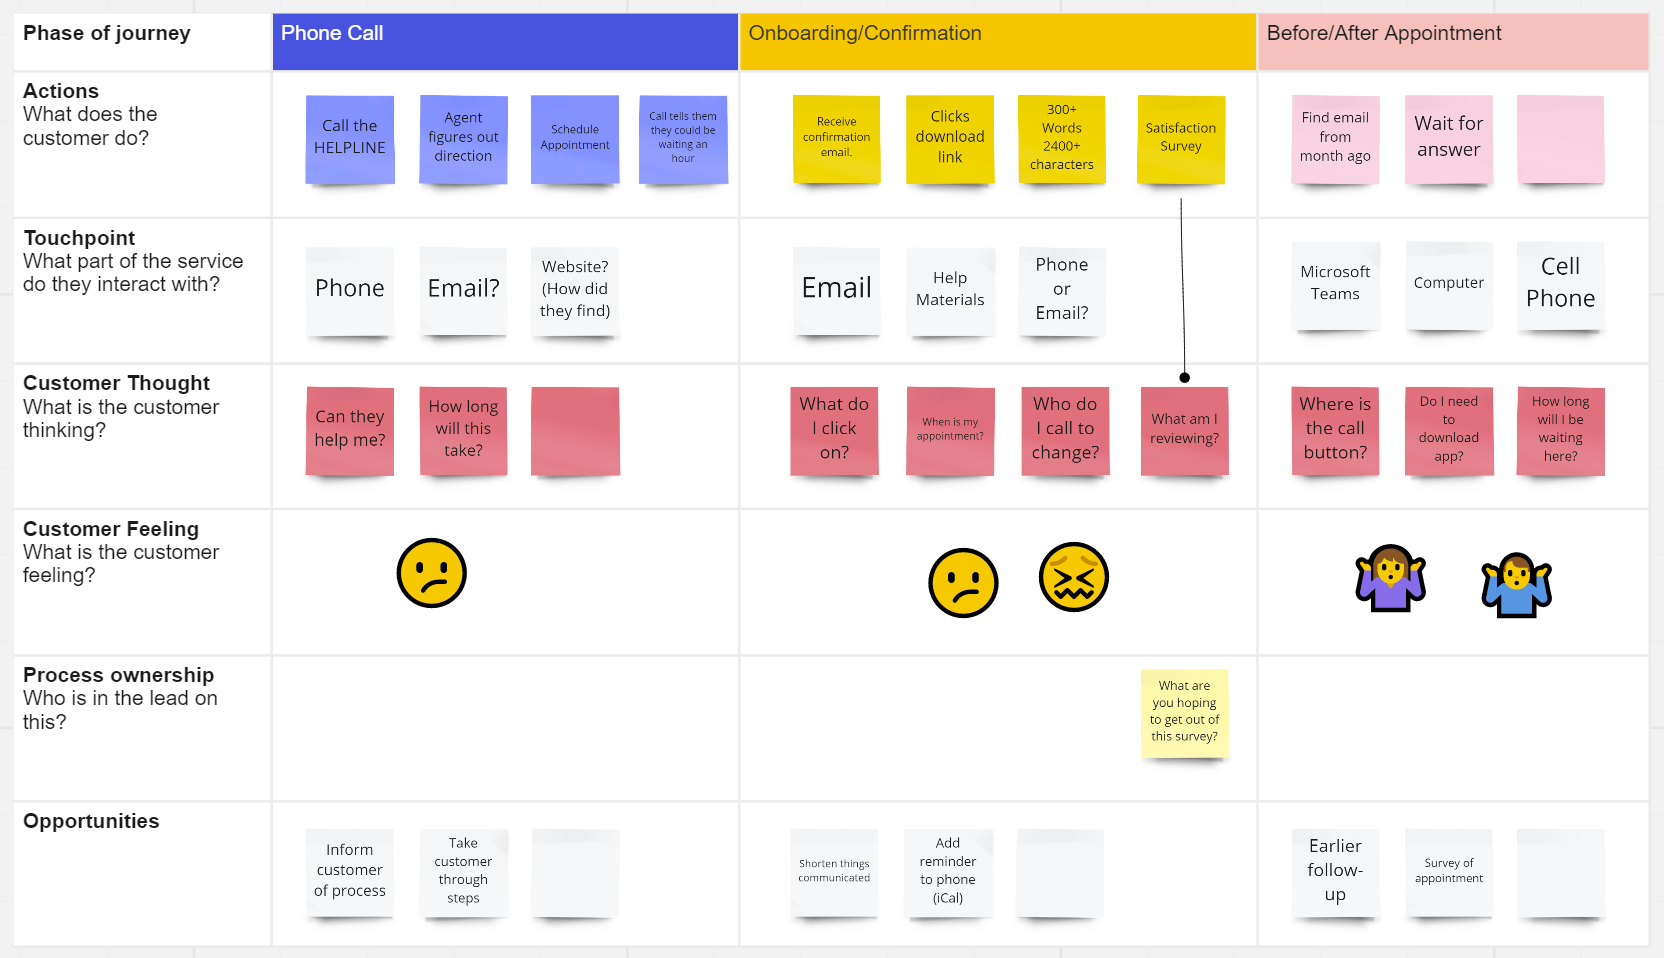 Phase of journey
Phone Call
Onboarding/Confirmation
Before/After Appointment
Actions
What does the
customer do?
Call the
HELPLINE
Agent
figures out
direction
Schedule
Appointment
Call tells them
they could be
waiting an
hour
Receive
confirmation
email.
Clicks
download
link
300+
Words
2400+
characters
Satisfaction
Survey
Find email
from
month ago
Wait for
answer
Touchpoint
What part of the service
do they interact with?
Phone
Email?
Website?
(How did
they find)
Email
Help
Materials
Phone
or
Email?
Microsoft
Teams
Computer
Cell
Phone
Customer Thought
What is the customer
thinking?
Can they
help me?
How long
will this
take?
What do
I click
on?
When is my
appointment?
Who do
I call to
change?
What am I
reviewing?
Where is
the call
button?
Do I need
to
download
app?
How long
will I be
waiting
here?
Customer Feeling
What is the customer
feeling?
Process ownership
Who is in the lead on
this?
What are
you hoping
to get out of
this survey?
Opportunities
Inform
customer
of process
Take
customer
through
steps
Shorten things
communicated
Add
reminder
to phone
(iCal)
Earlier
follow-
up
Survey of
appointment